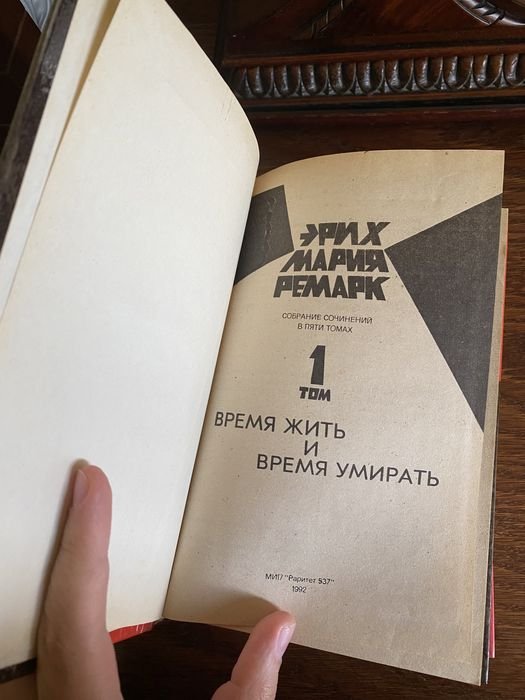 ЭРИХ
МАРИЯ
РЕМАРК
СОБРАНИЕ СОЧИНЕНИЙ
В ПЯТИ ТОМАХ
1
ТОМ
ВРЕМЯ ЖИТЬ
И
ВРЕМЯ УМИРАТЬ
МИП "Раритет 537"
1992